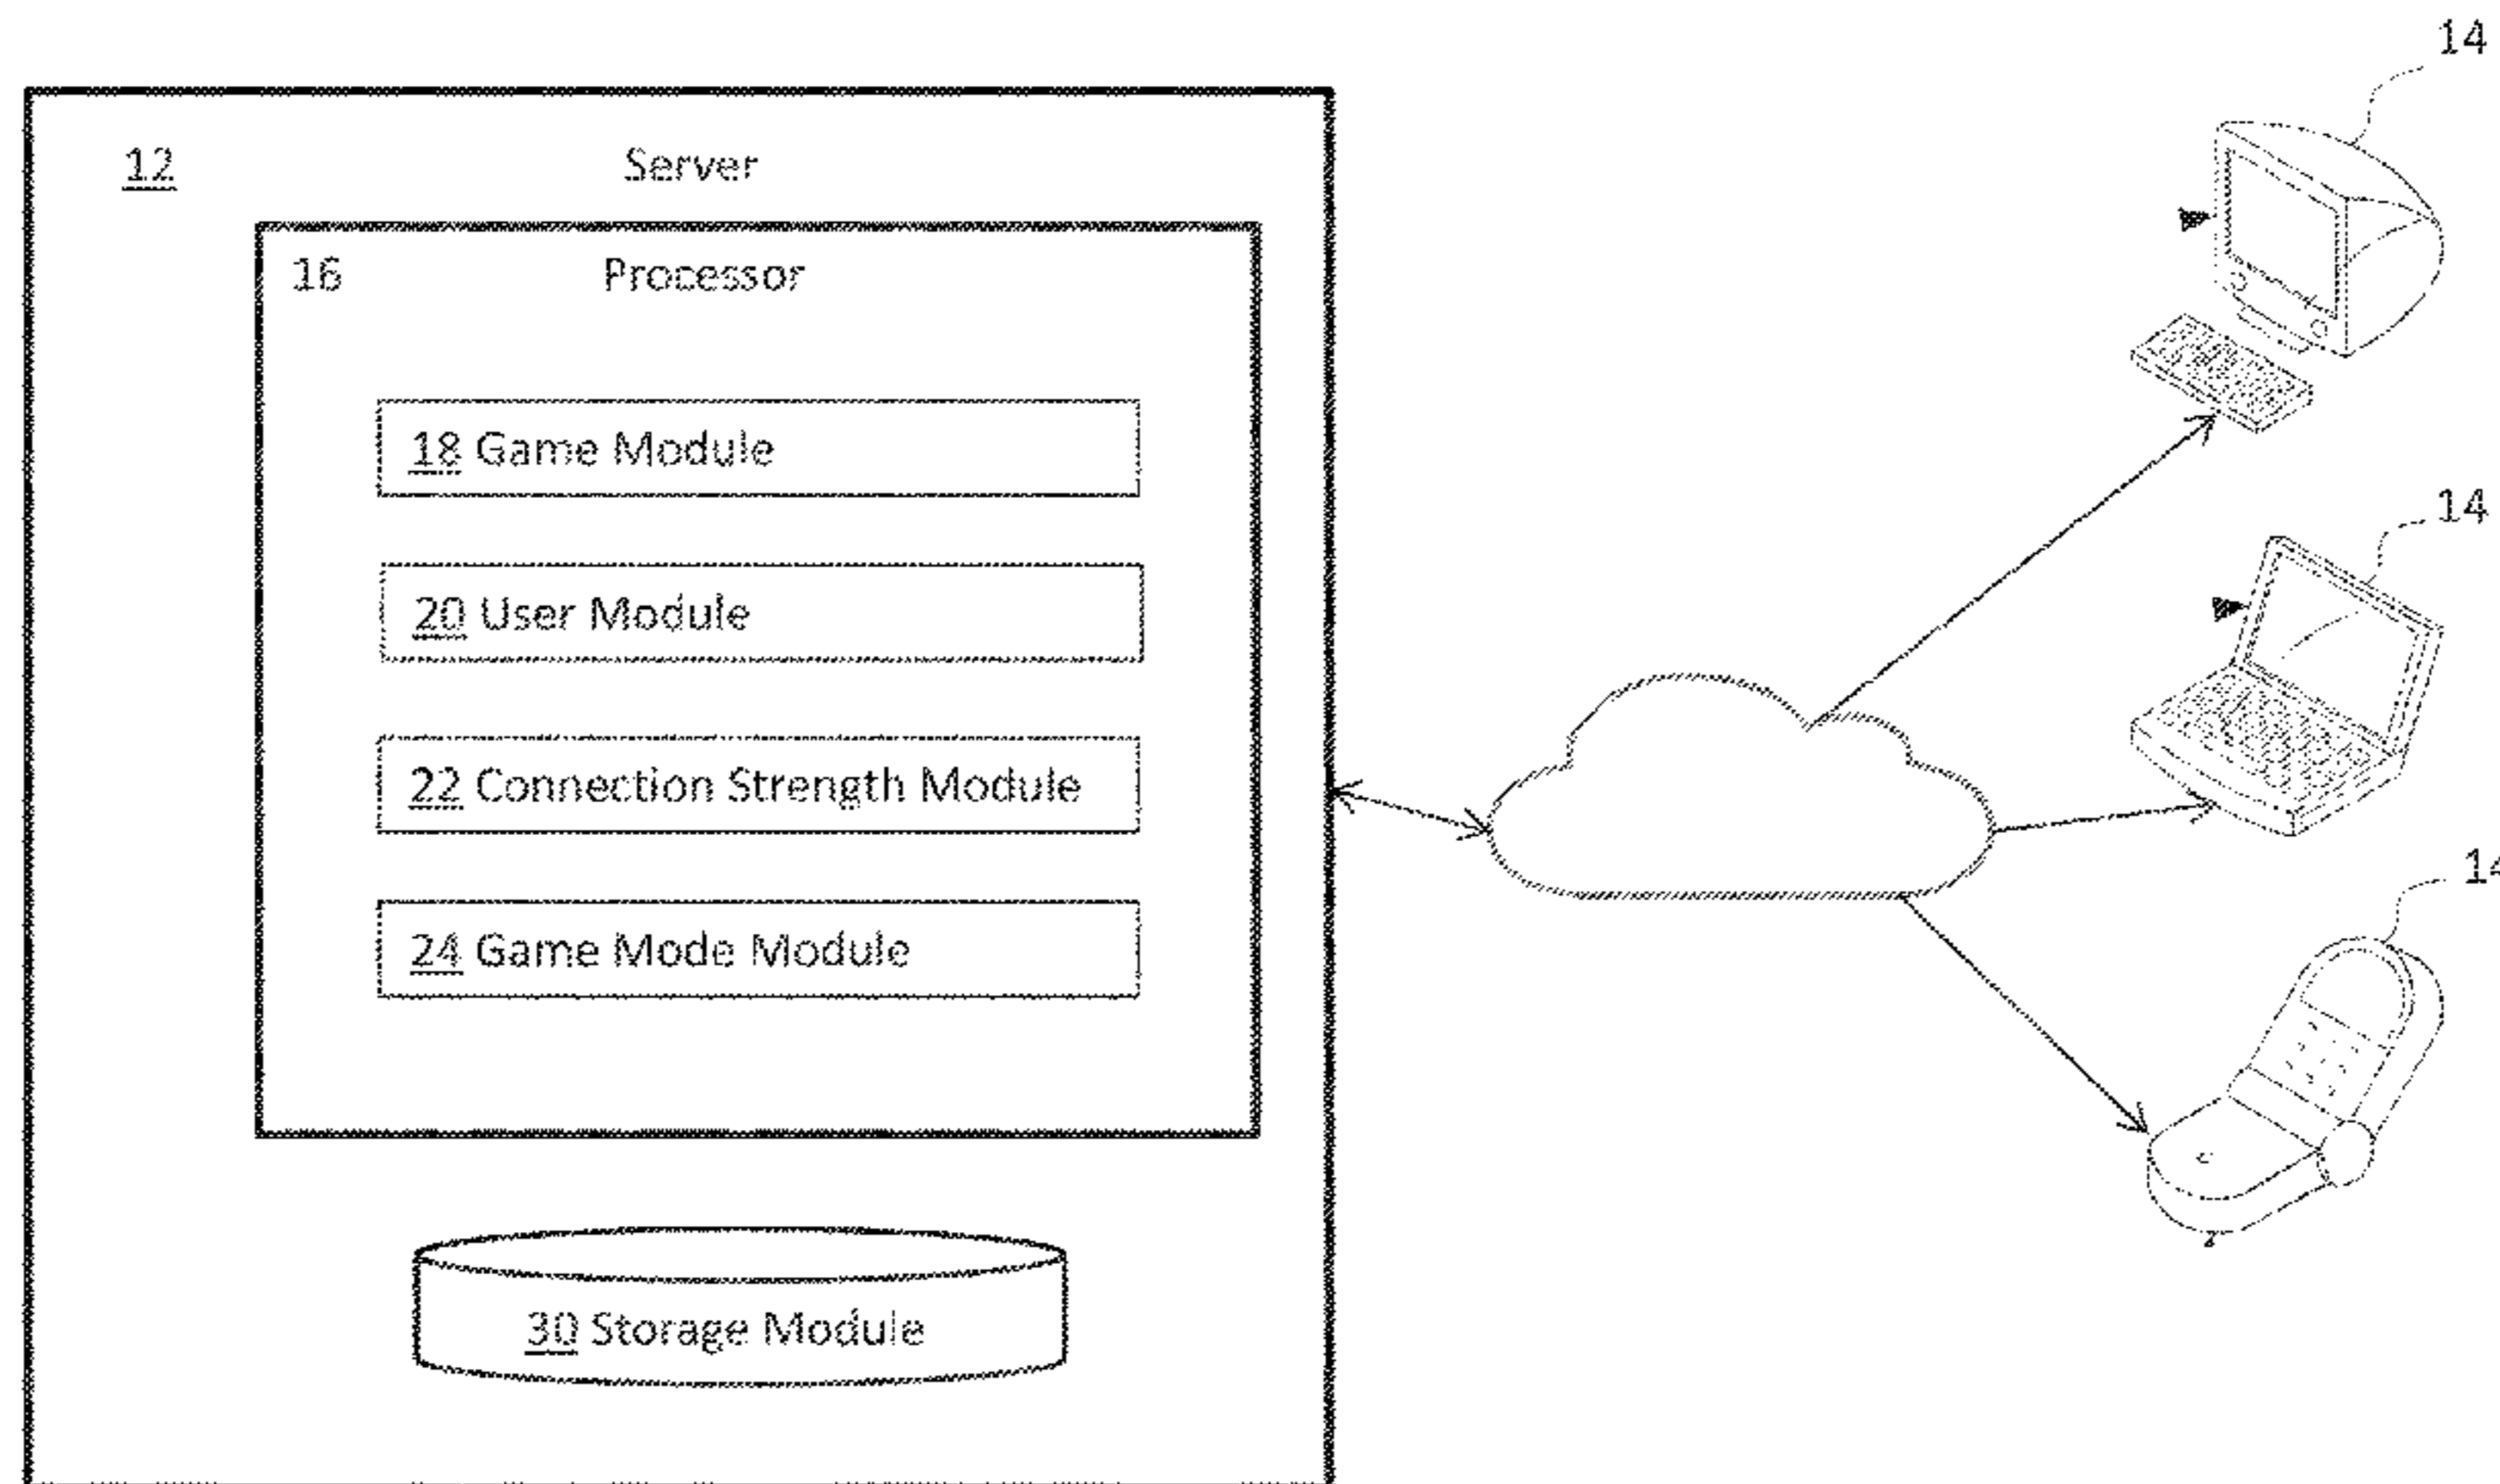 14
12 Server
16 Processor
18 Game Module
14
20 User Module
22 Connection Strength Module
14
24 Game Mode Module
30 Storage Module